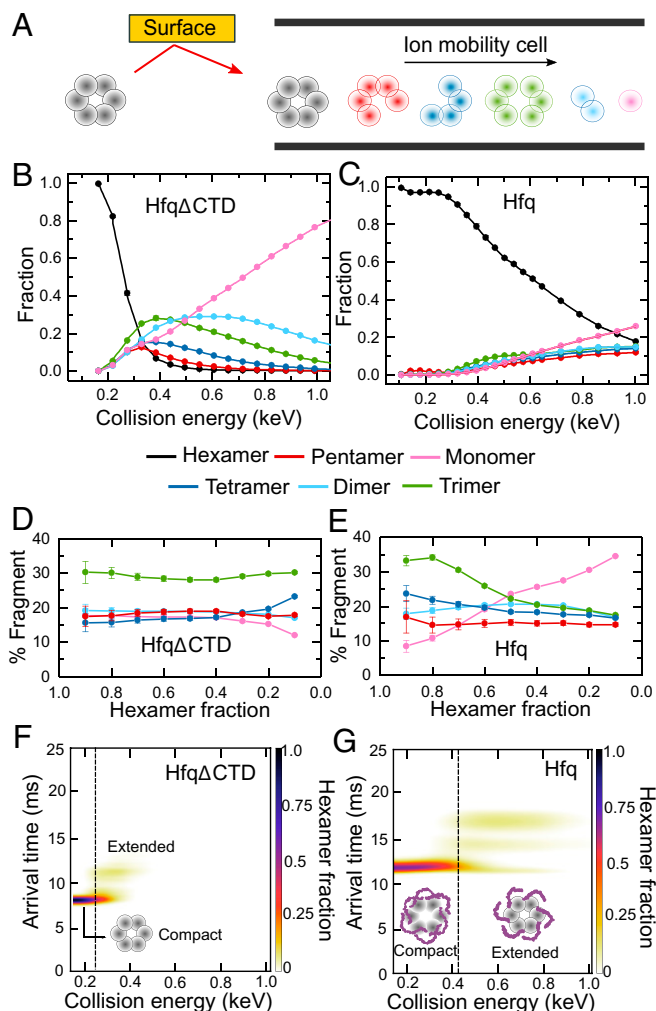 A
Surface
Ion mobility cell
B
C
HfqΔCTD
Hfq
Fraction
1.0
0.8
0.6
0.4
0.2
0.0
0.2 0.4 0.6 0.8 1.0
Collision energy (keV)
Fraction
1.0
0.8
0.6
0.4
0.2
0.0
0.2 0.4 0.6 0.8 1.0
Collision energy (keV)
Hexamer Pentamer Monomer
Tetramer Dimer Trimer
D
E
% Fragment
40
30
20
10
0
HfqΔCTD
1.0 0.8 0.6 0.4 0.2 0.0
Hexamer fraction
% Fragment
40
30
20
10
0
Hfq
1.0 0.8 0.6 0.4 0.2 0.0
Hexamer fraction
F
G
Arrival time (ms)
25
20
15
10
5
0
HfqΔCTD
Extended
Compact
0.2 0.4 0.6 0.8 1.0
Collision energy (keV)
1.0
0.75
0.5
0.25
0
Hexamer fraction
Arrival time (ms)
25
20
15
10
5
0
Hfq
Compact
Extended
0.2 0.4 0.6 0.8 1.0
Collision energy (keV)
1.0
0.75
0.5
0.25
0
Hexamer fraction